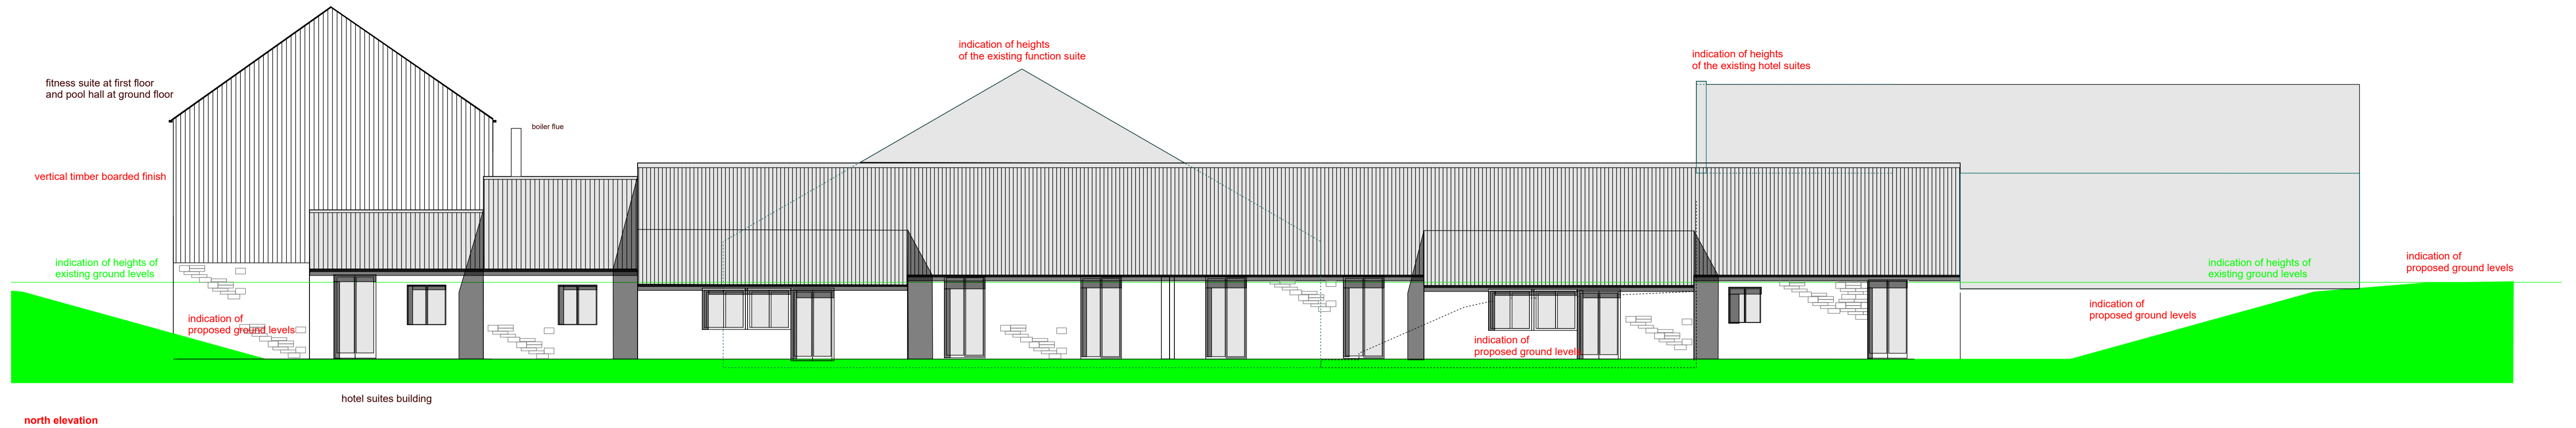 indication of heights
of the existing function suite
indication of heights
of the existing hotel suites
fitness suite at first floor
and pool hall at ground floor
boiler flue
vertical timber boarded finish
indication of heights of
existing ground levels
indication of heights of
existing ground levels
indication of
proposed ground levels
indication of
proposed ground levels
indication of
proposed ground levels
indication of
proposed ground levels
hotel suites building
north elevation